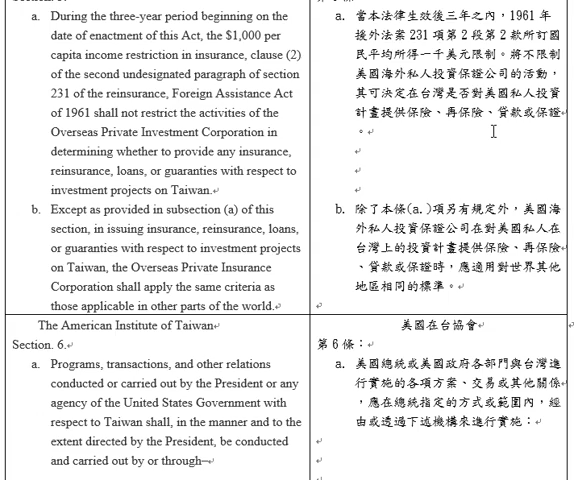 a. During the three-year period beginning on the
date of enactment of this Act, the $1,000 per
capita income restriction in insurance, clause (2)
of the second undesignated paragraph of section
231 of the reinsurance, Foreign Assistance Act
of 1961 shall not restrict the activities of the
Overseas Private Investment Corporation in
determining whether to provide any insurance,
reinsurance, loans, or guaranties with respect to
investment projects on Taiwan.
b. Except as provided in subsection (a) of this
section, in issuing insurance, reinsurance, loans,
or guaranties with respect to investment projects
on Taiwan, the Overseas Private Insurance
Corporation shall apply the same criteria as
those applicable in other parts of the world.
a. 當本法律生效後三年之內，1961 年
援外法案 231 項第 2 段第 2 款所訂國
民平均所得一千美元限制。將不限制
美國海外私人投資保證公司的活動，
其可決定在台灣是否對美國私人投資
計畫提供保險、再保險、貸款或保證
。
b. 除了本條(a.)項另有規定外，美國海
外私人投資保證公司在對美國私人在
台灣上的投資計畫提供保險、再保險
、貸款或保證時，應適用對世界其他
地區相同的標準。
The American Institute of Taiwan
Section. 6.
a. Programs, transactions, and other relations
conducted or carried out by the President or any
agency of the United States Government with
respect to Taiwan shall, in the manner and to the
extent directed by the President, be conducted
and carried out by or through–
美國在台協會
第 6 條：
a. 美國總統或美國政府各部門與台灣進
行實施的各項方案、交易或其他關係
，應在總統指定的方式或範圍內，經
由或透過下述機構來進行實施：